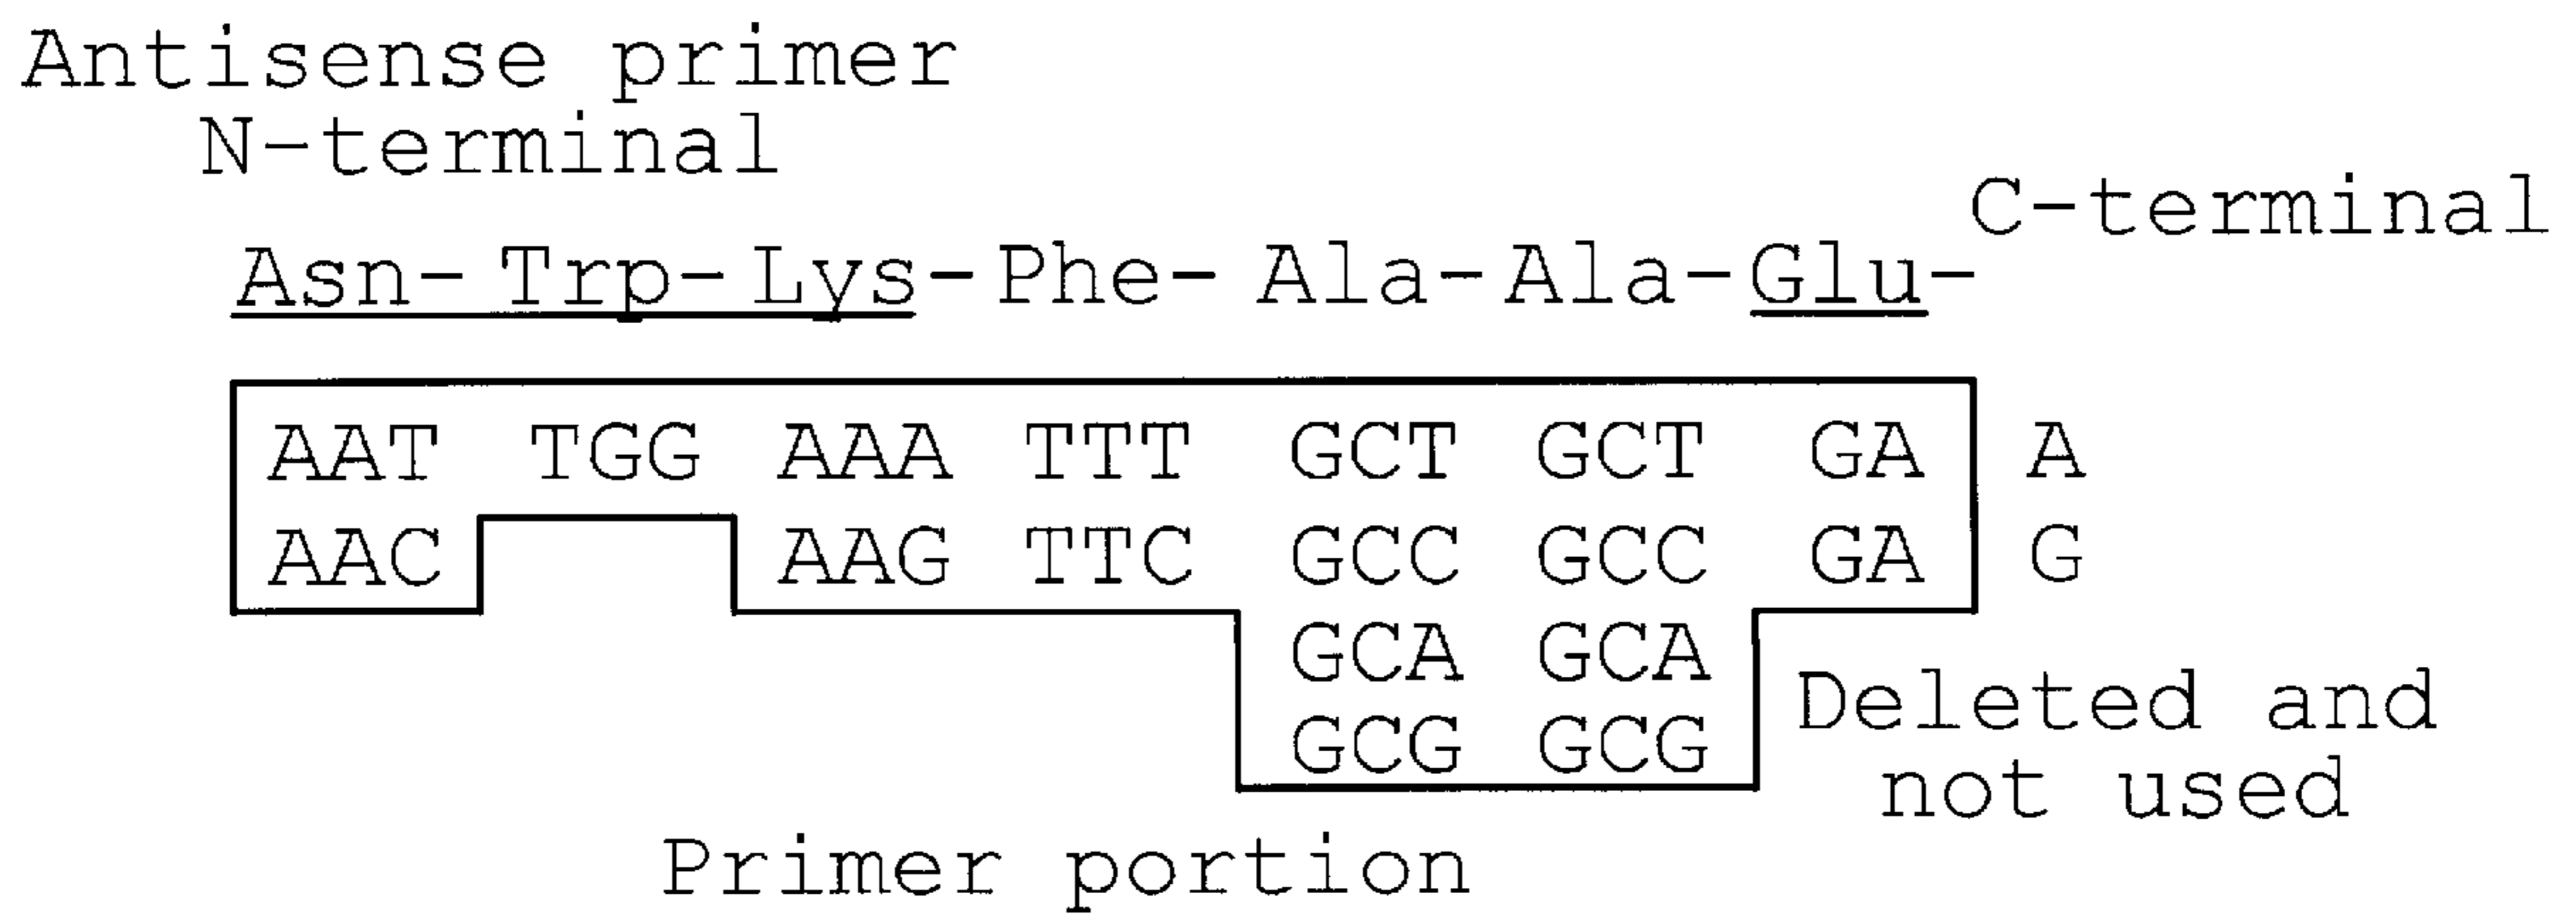 Antisense primer
N-terminal
C-terminal
Asn- Trp- Lys-Phe- Ala-Ala-Glu-
AAT TGG AAA TTT GCT GCT GA A
AAC AAG TTC GCC GCC GA G
GCA GCA
GCG GCG
Deleted and
not used
Primer portion